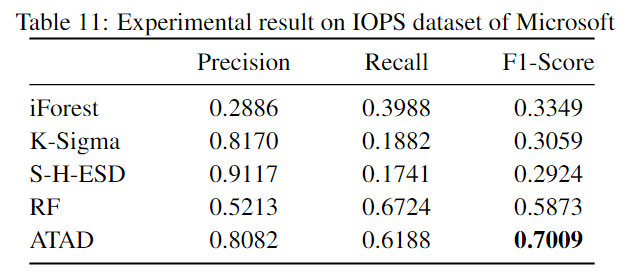 Table 11: Experimental result on IOPS dataset of Microsoft
Precision Recall F1-Score
iForest 0.2886 0.3988 0.3349
K-Sigma 0.8170 0.1882 0.3059
S-H-ESD 0.9117 0.1741 0.2924
RF 0.5213 0.6724 0.5873
ATAD 0.8082 0.6188 0.7009